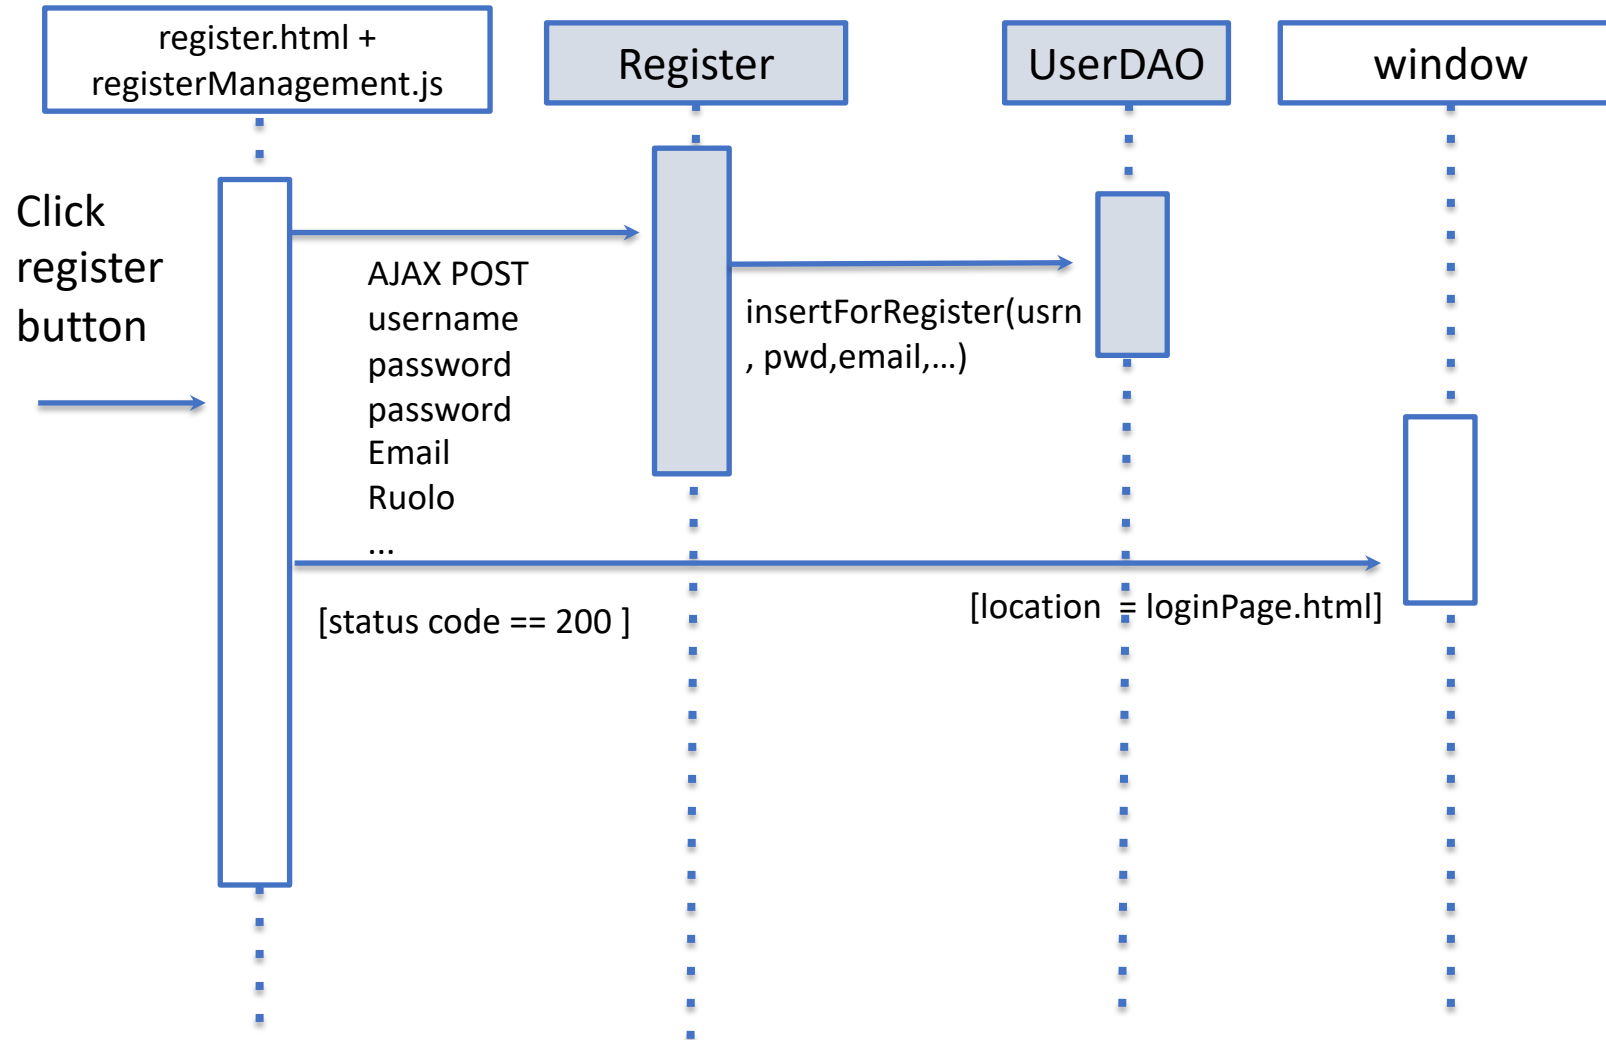 register.html +
registerManagement.js
Register
UserDAO
window
Click
register
button
AJAX POST
username
password
password
Email
Ruolo
...
insertForRegister(usrn
, pwd,email,...)
[status code == 200 ]
[location  = loginPage.html]